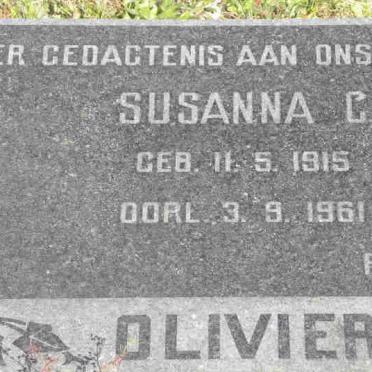 ER GEDAGTENIS AAN ONS
SUSANNA C
GEB. 11. 5. 1915
OORL. 3. 9. 1961
OLIVIER